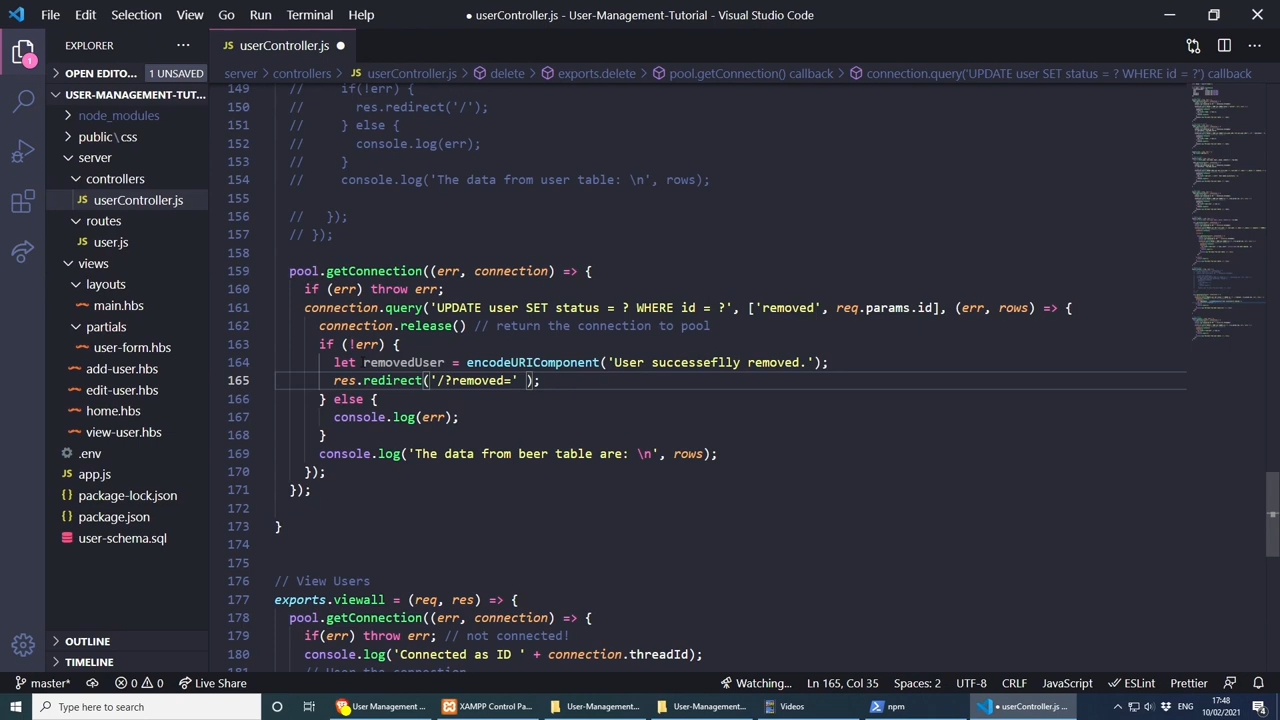 File Edit Selection View Go Run Terminal Help
● userController.js - User-Management-Tutorial - Visual Studio Code
EXPLORER
OPEN EDITO... 1 UNSAVED
USER-MANAGEMENT-TUT...
node_modules
public\css
server
controllers
JS erController.js
routes
JS user.js
views
layouts
main.hbs
partials
user-form.hbs
add-user.hbs
edit-user.hbs
home.hbs
view-user.hbs
.env
JS app.js
package-lock.json
package.json
user-schema.sql
OUTLINE
TIMELINE
JS userController.js ●
server > controllers > JS userController.js > delete > exports.delete > pool.getConnection() callback > connection.query('UPDATE user SET status = ? WHERE id = ?') callback
149 // if(!err) {
150 // res.redirect('/');
151 // } else {
152 // console.log(err);
153 // }
154 // console.log('The data from user table: \n', rows);
155
156 // });
157 // });
158
159 pool.getConnection((err, connection) => {
160 if (err) throw err;
161 connection.query('UPDATE user SET status = ? WHERE id = ?', ['removed', req.params.id], (err, rows) => {
162 connection.release() // return the connection to pool
163 if (!err) {
164 let removedUser = encodeURIComponent('User successeflly removed.');
165 res.redirect('/?removed=' );
166 } else {
167 console.log(err);
168 }
169 console.log('The data from beer table are: \n', rows);
170 });
171 });
172
173 }
174
175
176 // View Users
177 exports.viewall = (req, res) => {
178 pool.getConnection((err, connection) => {
179 if(err) throw err; // not connected!
180 console.log('Connected as ID ' + connection.threadId);
master* 0 0 Live Share
Watching... Ln 165, Col 35 Spaces: 2 UTF-8 CRLF JavaScript ESLint Prettier
Type here to search
User Management ... XAMPP Control Pa... User-Management-... User-Management-... Videos npm ● userController.js ...
ENG
17:48
10/02/2021